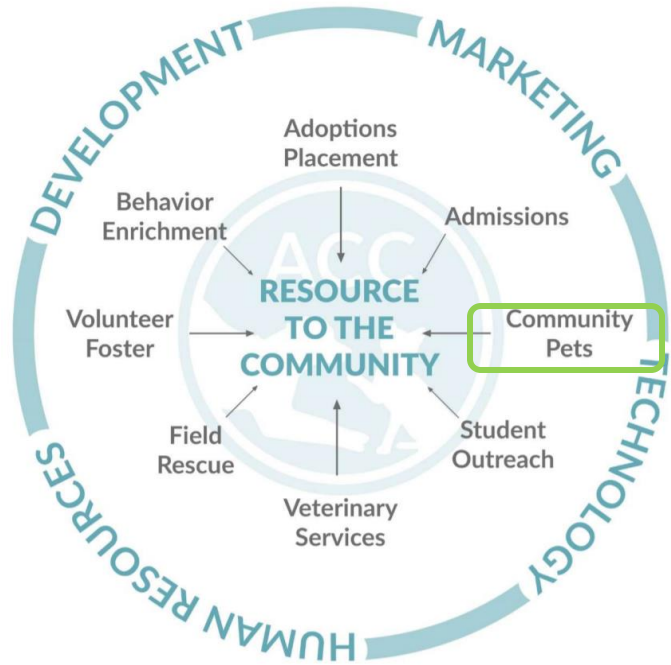 DEVELOPMENT
MARKETING
Adoptions
Placement
Behavior
Enrichment
Admissions
ACC
RESOURCE
TO THE
COMMUNITY
Volunteer
Foster
Community
Pets
Field
Rescue
Student
Outreach
Veterinary
Services
HUMAN RESOURCES
TECHNOLOGY